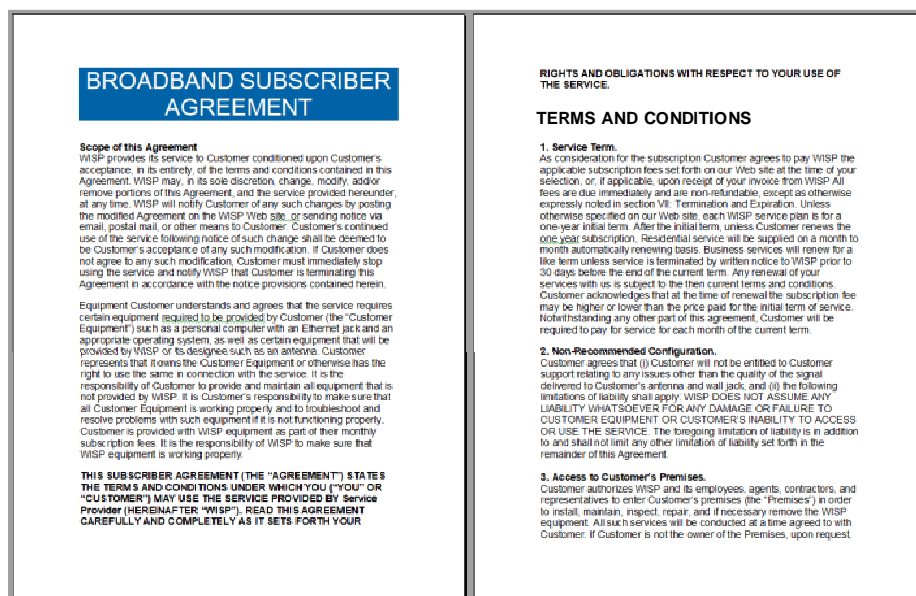 BROADBAND SUBSCRIBER
AGREEMENT
Scope of this Agreement
WISP provides its service to Customer conditioned upon Customer's
acceptance, in its entirety, of the terms and conditions contained in this
Agreement. WISP may, in its sole discretion, change, modify, add/or
remove portions of this Agreement, and the service provided hereunder,
at any time. WISP will notify Customer of any such changes by posting
the modified Agreement on the WISP Web site, or sending notice via
email, postal mail, or other means to Customer. Customer's continued
use of the service following notice of such change shall be deemed to
be Customer's acceptance of any such modification. If Customer does
not agree to any such modification, Customer must immediately stop
using the service and notify WISP that Customer is terminating this
Agreement in accordance with the notice provisions contained herein.
Equipment Customer understands and agrees that the service requires
certain equipment required to be provided by Customer (the "Customer
Equipment") such as a personal computer with an Ethernet jack and an
appropriate operating system, as well as certain equipment that will be
provided by WISP or its designee such as an antenna. Customer
represents that it owns the Customer Equipment or otherwise has the
right to use the same in connection with the service. It is the
responsibility of Customer to provide and maintain all equipment that is
not provided by WISP. It is Customer's responsibility to make sure that
all Customer Equipment is working properly and to troubleshoot and
resolve problems with such equipment if it is not functioning properly.
Customer is provided with WISP equipment as part of their monthly
subscription fees. It is the responsibility of WISP to make sure that
WISP equipment is working properly.
THIS SUBSCRIBER AGREEMENT (THE "AGREEMENT") STATES
THE TERMS AND CONDITIONS UNDER WHICH YOU ("YOU" OR
"CUSTOMER") MAY USE THE SERVICE PROVIDED BY Service
Provider (HEREINAFTER "WISP"). READ THIS AGREEMENT
CAREFULLY AND COMPLETELY AS IT SETS FORTH YOUR
RIGHTS AND OBLIGATIONS WITH RESPECT TO YOUR USE OF
THE SERVICE.
TERMS AND CONDITIONS
1. Service Term.
As consideration for the subscription Customer agrees to pay WISP the
applicable subscription fees set forth on our Web site at the time of your
selection, or, if applicable, upon receipt of your invoice from WISP All
fees are due immediately and are non-refundable, except as otherwise
expressly noted in section VII: Termination and Expiration. Unless
otherwise specified on our Web site, each WISP service plan is for a
one-year initial term. After the initial term, unless Customer renews the
one year subscription, Residential service will be supplied on a month to
month automatically renewing basis. Business services will renew for a
like term unless service is terminated by written notice to WISP prior to
30 days before the end of the current term. Any renewal of your
services with us is subject to the then current terms and conditions.
Customer acknowledges that at the time of renewal the subscription fee
may be higher or lower than the price paid for the initial term of service.
Notwithstanding any other part of this agreement, Customer will be
required to pay for service for each month of the current term.
2. Non-Recommended Configuration.
Customer agrees that (i) Customer will not be entitled to Customer
support relating to any issues other than the quality of the signal
delivered to Customer's antenna and wall jack, and (ii) the following
limitations of liability shall apply: WISP DOES NOT ASSUME ANY
LIABILITY WHATSOEVER FOR ANY DAMAGE OR FAILURE TO
CUSTOMER EQUIPMENT OR CUSTOMER'S INABILITY TO ACCESS
OR USE THE SERVICE. The foregoing limitation of liability is in addition
to and shall not limit any other limitation of liability set forth in the
remainder of this Agreement.
3. Access to Customer's Premises.
Customer authorizes WISP and its employees, agents, contractors, and
representatives to enter Customer's premises (the "Premises") in order
to install, maintain, inspect, repair, and if necessary remove the WISP
equipment. All such services will be conducted at a time agreed to with
Customer. If Customer is not the owner of the Premises, upon request,